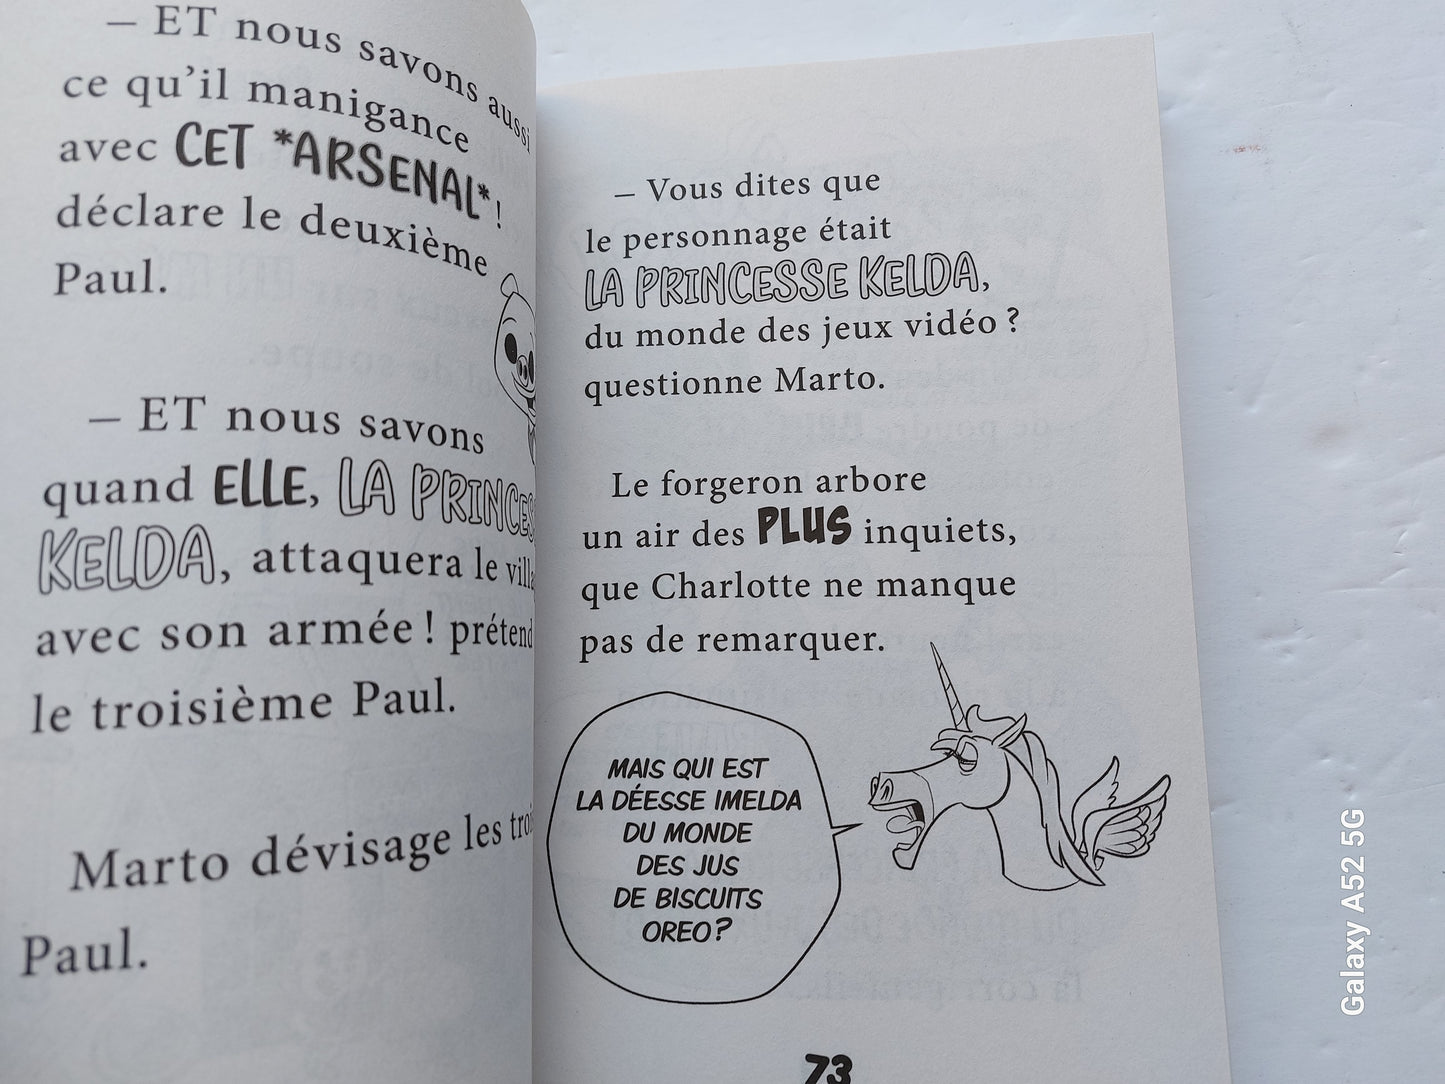 – ET nous savons aussi
ce qu'il manigance
avec CET *ARSENAL* !
déclare le deuxième
Paul.
– ET nous savons
quand ELLE, LA
KELDA, attaquera le
avec son armée ! prétend
le troisième Paul.
Marto dévisage les
Paul.
– Vous dites que
le personnage était
LA PRINCESSE KELDA,
du monde des jeux vidéo ?
questionne Marto.
Le forgeron arbore
un air des PLUS inquiets,
que Charlotte ne manque
pas de remarquer.
MAIS QUI EST
LA DÉESSE IMELDA
DU MONDE
DES JUS
DE BISCUITS
OREO?
73
Galaxy A52 5G